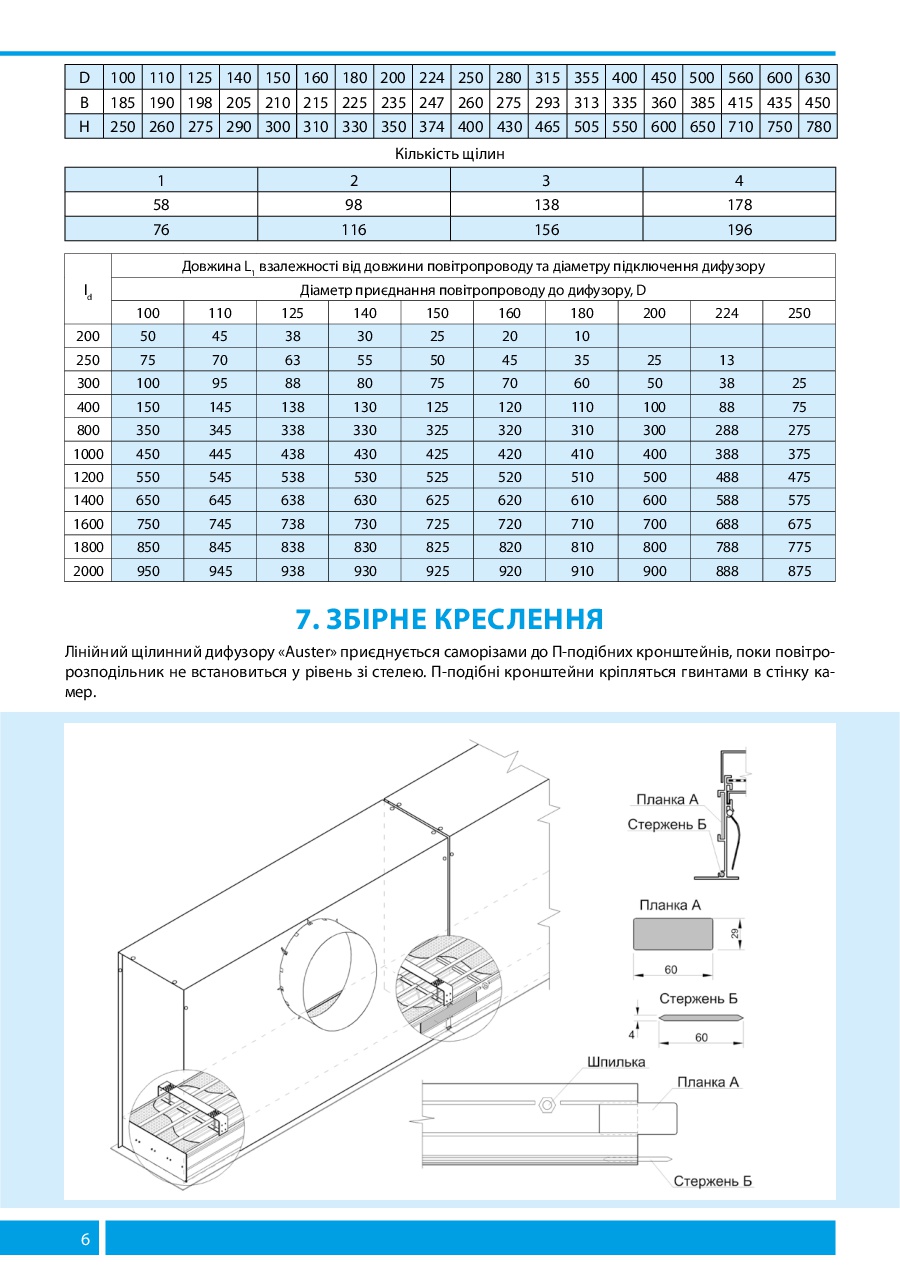 D 100 110 125 140 150 160 180 200 224 250 280 315 355 400 450 500 560 600 630
B 185 190 198 205 210 215 225 235 247 260 275 293 313 335 360 385 415 435 450
H 250 260 275 290 300 310 330 350 374 400 430 465 505 550 600 650 710 750 780
Кількість щілин
1 2 3 4
58 98 138 178
76 116 156 196
Довжина L1 взалежності від довжини повітропроводу та діаметру підключення дифузору
ld Діаметр приєднання повітропроводу до дифузору, D
100 110 125 140 150 160 180 200 224 250
200 50 45 38 30 25 20 10
250 75 70 63 55 50 45 35 25 13
300 100 95 88 80 75 70 60 50 38 25
400 150 145 138 130 125 120 110 100 88 75
800 350 345 338 330 325 320 310 300 288 275
1000 450 445 438 430 425 420 410 400 388 375
1200 550 545 538 530 525 520 510 500 488 475
1400 650 645 638 630 625 620 610 600 588 575
1600 750 745 738 730 725 720 710 700 688 675
1800 850 845 838 830 825 820 810 800 788 775
2000 950 945 938 930 925 920 910 900 888 875
7. ЗБІРНЕ КРЕСЛЕННЯ
Лінійний щілинний дифузору «Auster» приєднується саморізами до П-подібних кронштейнів, поки повітро-
розподільник не встановиться у рівень зі стелею. П-подібні кронштейни кріпляться гвинтами в стінку ка-
мер.
Планка А
Стержень Б
Планка А
29
60
Стержень Б
4
60
Шпилька
Планка А
Стержень Б
6